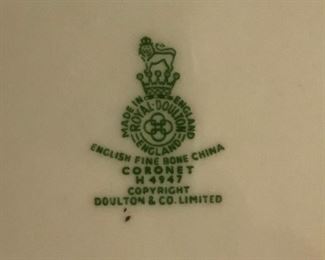 MADE IN ENGLAND
ROYAL · DOULTON
ENGLAND
ENGLISH FINE BONE CHINA
CORONET
H 4947
COPYRIGHT
DOULTON & CO. LIMITED